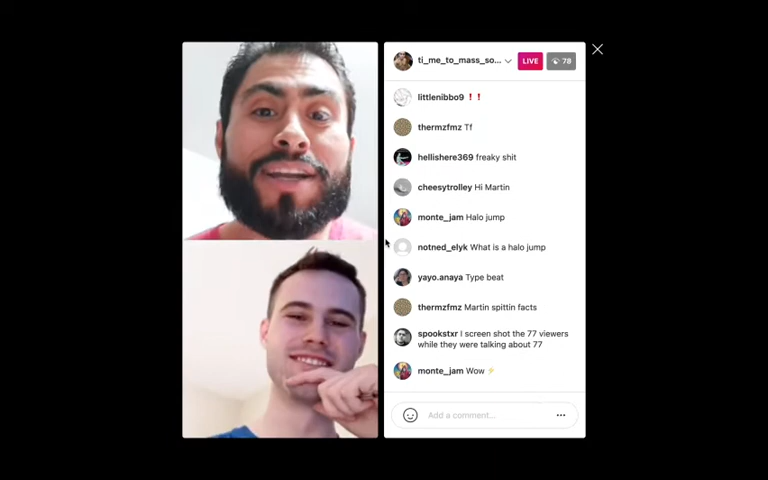 ti_me_to_mass_so...
LIVE
78
littlenibbo9 ❗❗
thermzfmz Tf
hellishere369 freaky shit
cheesytrolley Hi Martin
monte_jam Halo jump
notned_elyk What is a halo jump
yayo.anaya Type beat
thermzfmz Martin spittin facts
spookstxr I screen shot the 77 viewers
while they were talking about 77
monte_jam Wow ⚡
Add a comment...